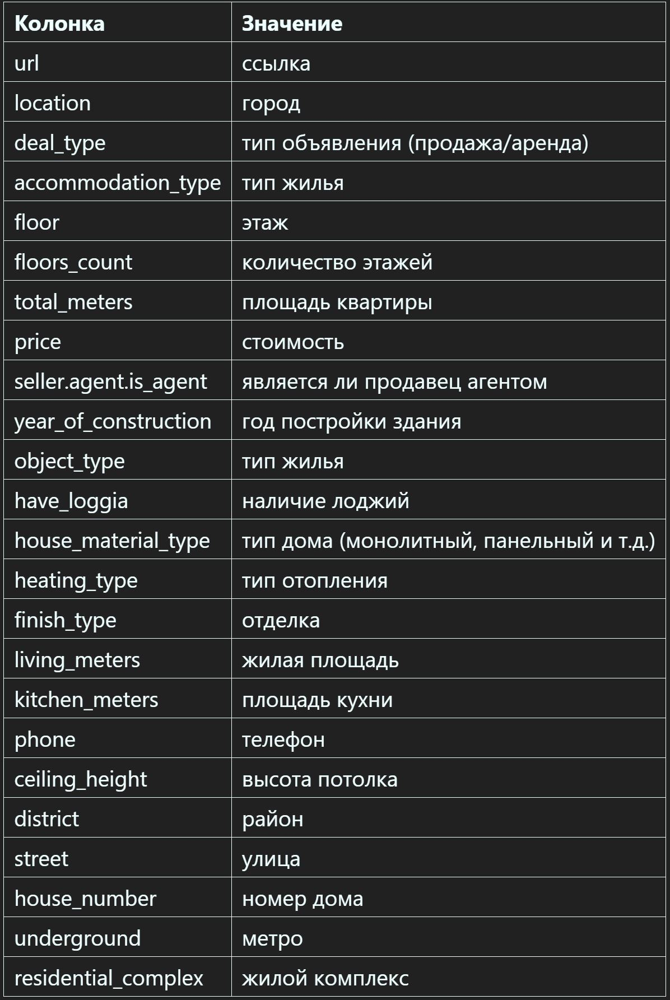 Колонка Значение
url ссылка
location город
deal_type тип объявления (продажа/аренда)
accommodation_type тип жилья
floor этаж
floors_count количество этажей
total_meters площадь квартиры
price стоимость
seller.agent.is_agent является ли продавец агентом
year_of_construction год постройки здания
object_type тип жилья
have_loggia наличие лоджий
house_material_type тип дома (монолитный, панельный и т.д.)
heating_type тип отопления
finish_type отделка
living_meters жилая площадь
kitchen_meters площадь кухни
phone телефон
ceiling_height высота потолка
district район
street улица
house_number номер дома
underground метро
residential_complex жилой комплекс